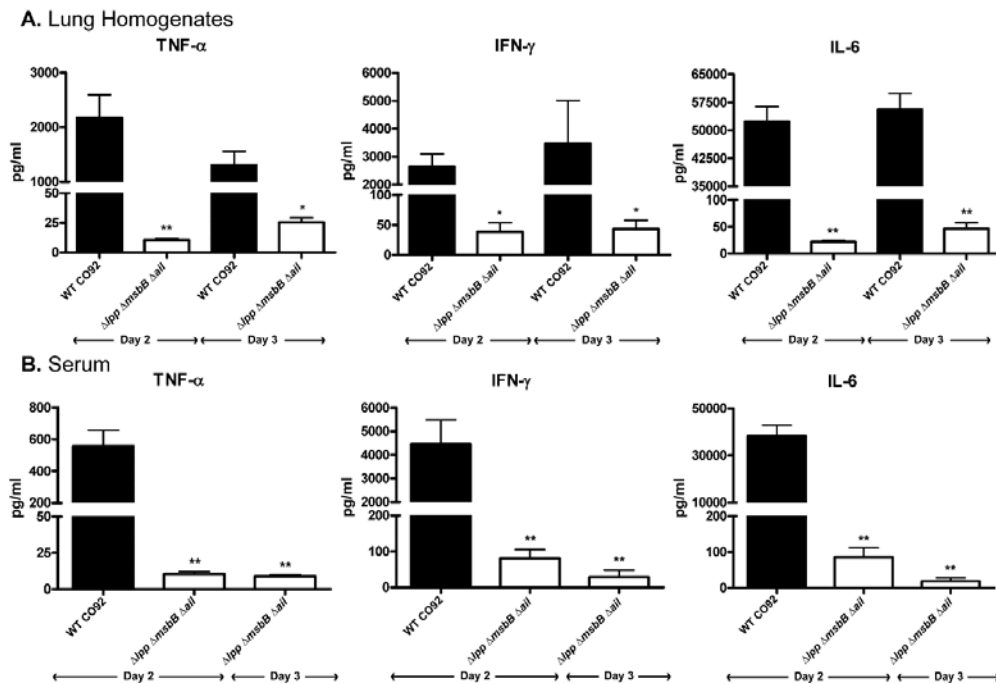 A. Lung Homogenates
TNF-α
3000
2000
1000
50
25
0
pg/ml
**
*
WT CO92
Δlpp ΔmsbB Δail
WT CO92
Δlpp ΔmsbB Δail
Day 2
Day 3
IFN-γ
6000
5000
4000
3000
2000
100
50
0
pg/ml
*
*
WT CO92
Δlpp ΔmsbB Δail
WT CO92
Δlpp ΔmsbB Δail
Day 2
Day 3
IL-6
65000
57500
50000
42500
35000
100
50
0
pg/ml
**
**
WT CO92
Δlpp ΔmsbB Δail
WT CO92
Δlpp ΔmsbB Δail
Day 2
Day 3
B. Serum
TNF-α
800
600
400
200
50
25
0
pg/ml
**
**
WT CO92
Δlpp ΔmsbB Δail
Δlpp ΔmsbB Δail
Day 2
Day 3
IFN-γ
6000
5000
4000
3000
2000
1000
0
200
100
0
pg/ml
**
**
WT CO92
Δlpp ΔmsbB Δail
Δlpp ΔmsbB Δail
Day 2
Day 3
IL-6
50000
30000
10000
200
100
0
pg/ml
**
**
WT CO92
Δlpp ΔmsbB Δail
Δlpp ΔmsbB Δail
Day 2
Day 3